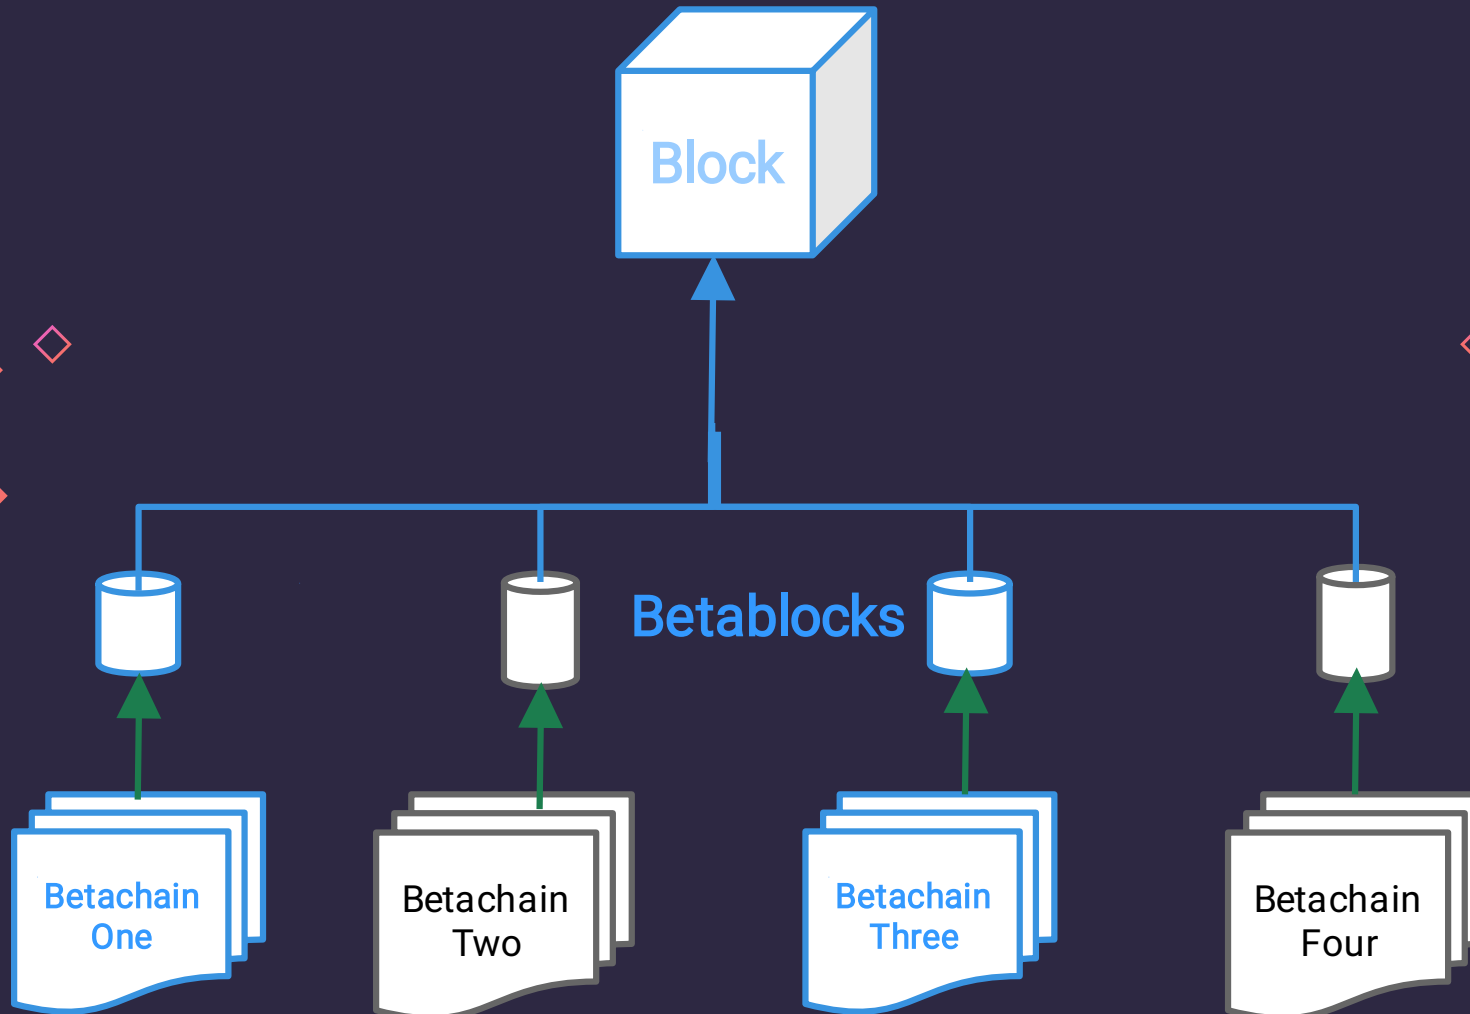 Block
Betablocks
Betachain
One
Betachain
Two
Betachain
Three
Betachain
Four